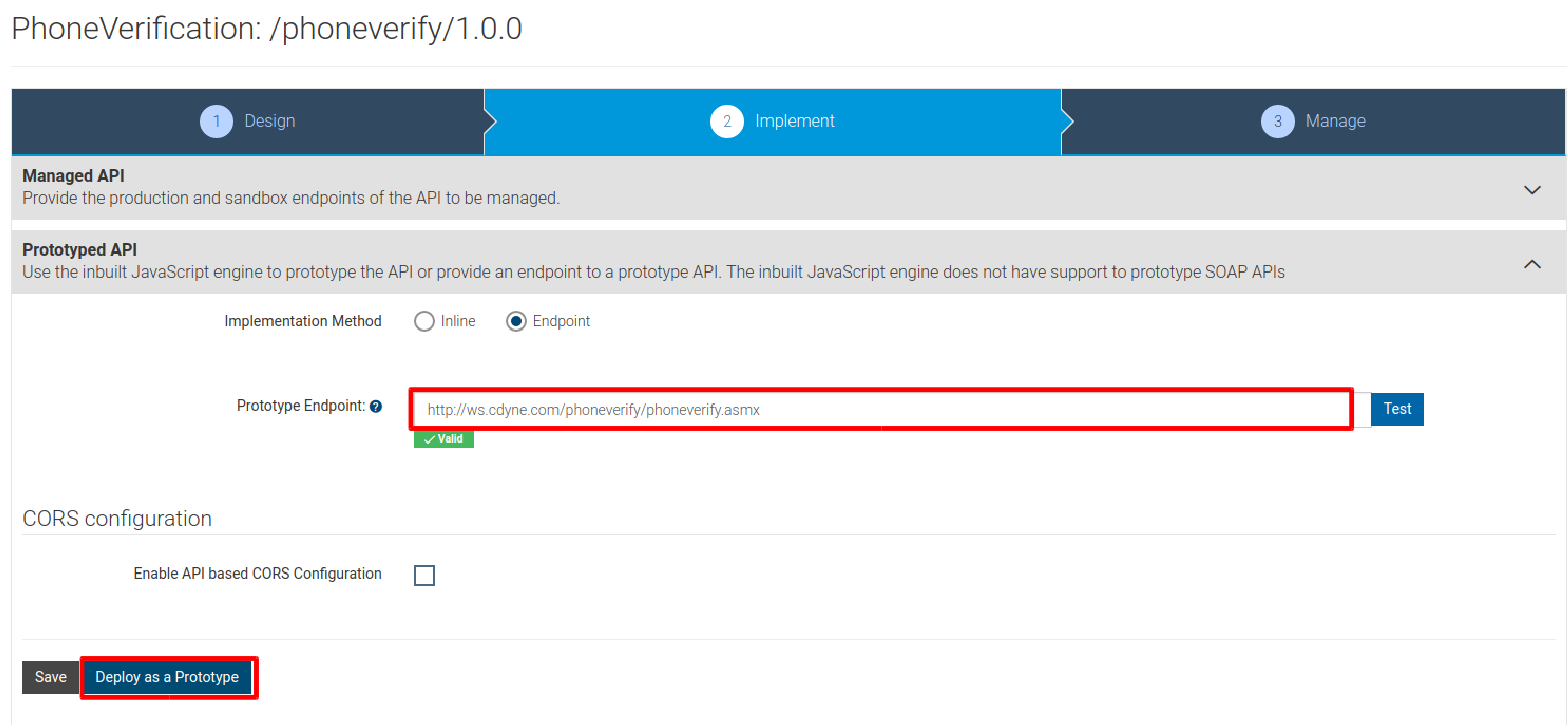 PhoneVerification: /phoneverify/1.0.0
1 Design
2 Implement
3 Manage
Managed API
Provide the production and sandbox endpoints of the API to be managed.
Prototyped API
Use the inbuilt JavaScript engine to prototype the API or provide an endpoint to a prototype API. The inbuilt JavaScript engine does not have support to prototype SOAP APIs
Implementation Method Inline Endpoint
Prototype Endpoint: ? http://ws.cdyne.com/phoneverify/phoneverify.asmx Test
Valid
CORS configuration
Enable API based CORS Configuration
Save Deploy as a Prototype